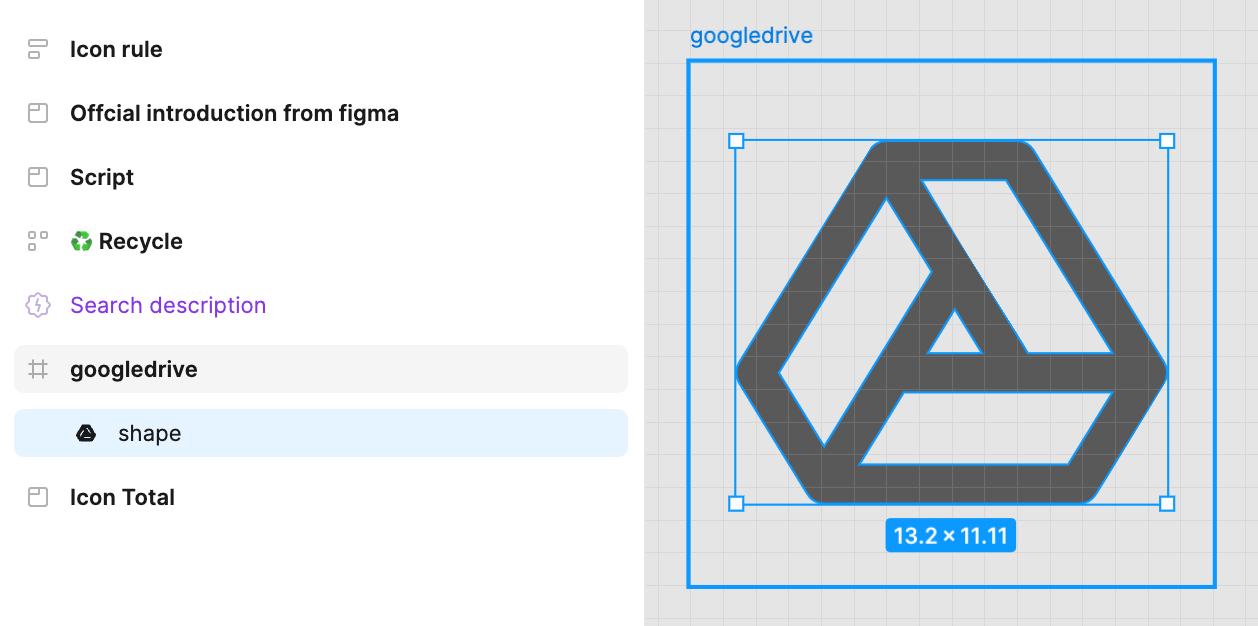 Icon rule
Offcial introduction from figma
Script
♻️ Recycle
Search description
googledrive
shape
Icon Total
googledrive
13.2 × 11.11